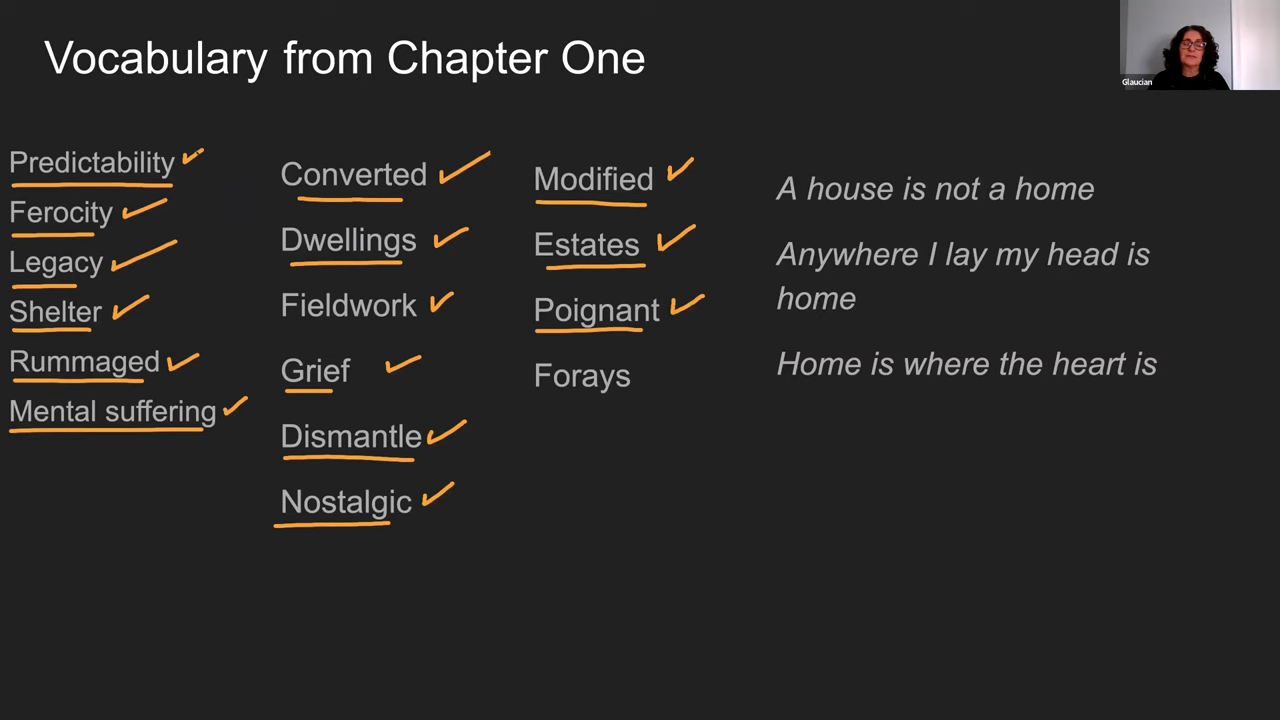 Vocabulary from Chapter One
Glaucian
Predictability
Ferocity
Legacy
Shelter
Rummaged
Mental suffering
Converted
Dwellings
Fieldwork
Grief
Dismantle
Nostalgic
Modified
Estates
Poignant
Forays
A house is not a home
Anywhere I lay my head is
home
Home is where the heart is